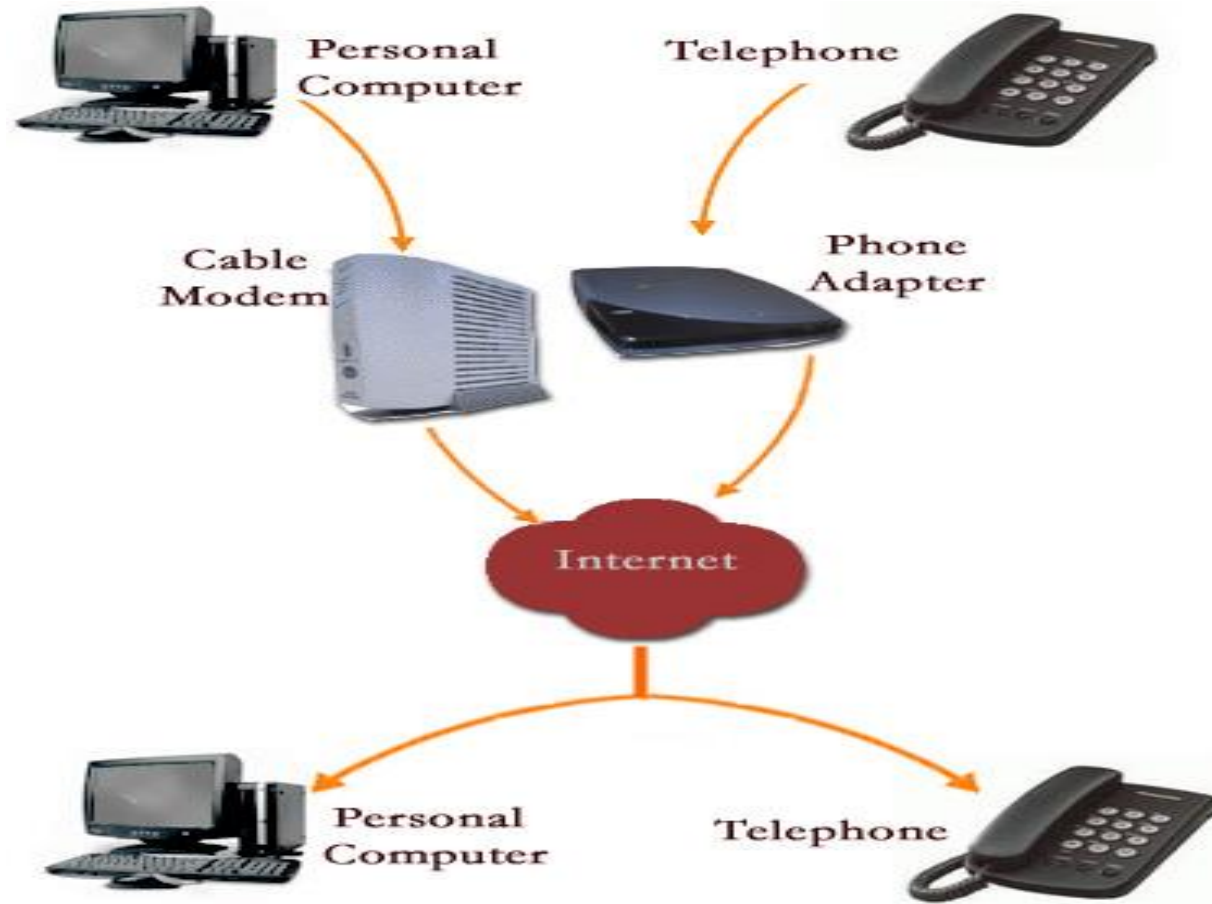 Personal
Computer
Telephone
Cable
Modem
Phone
Adapter
Internet
Personal
Computer
Telephone